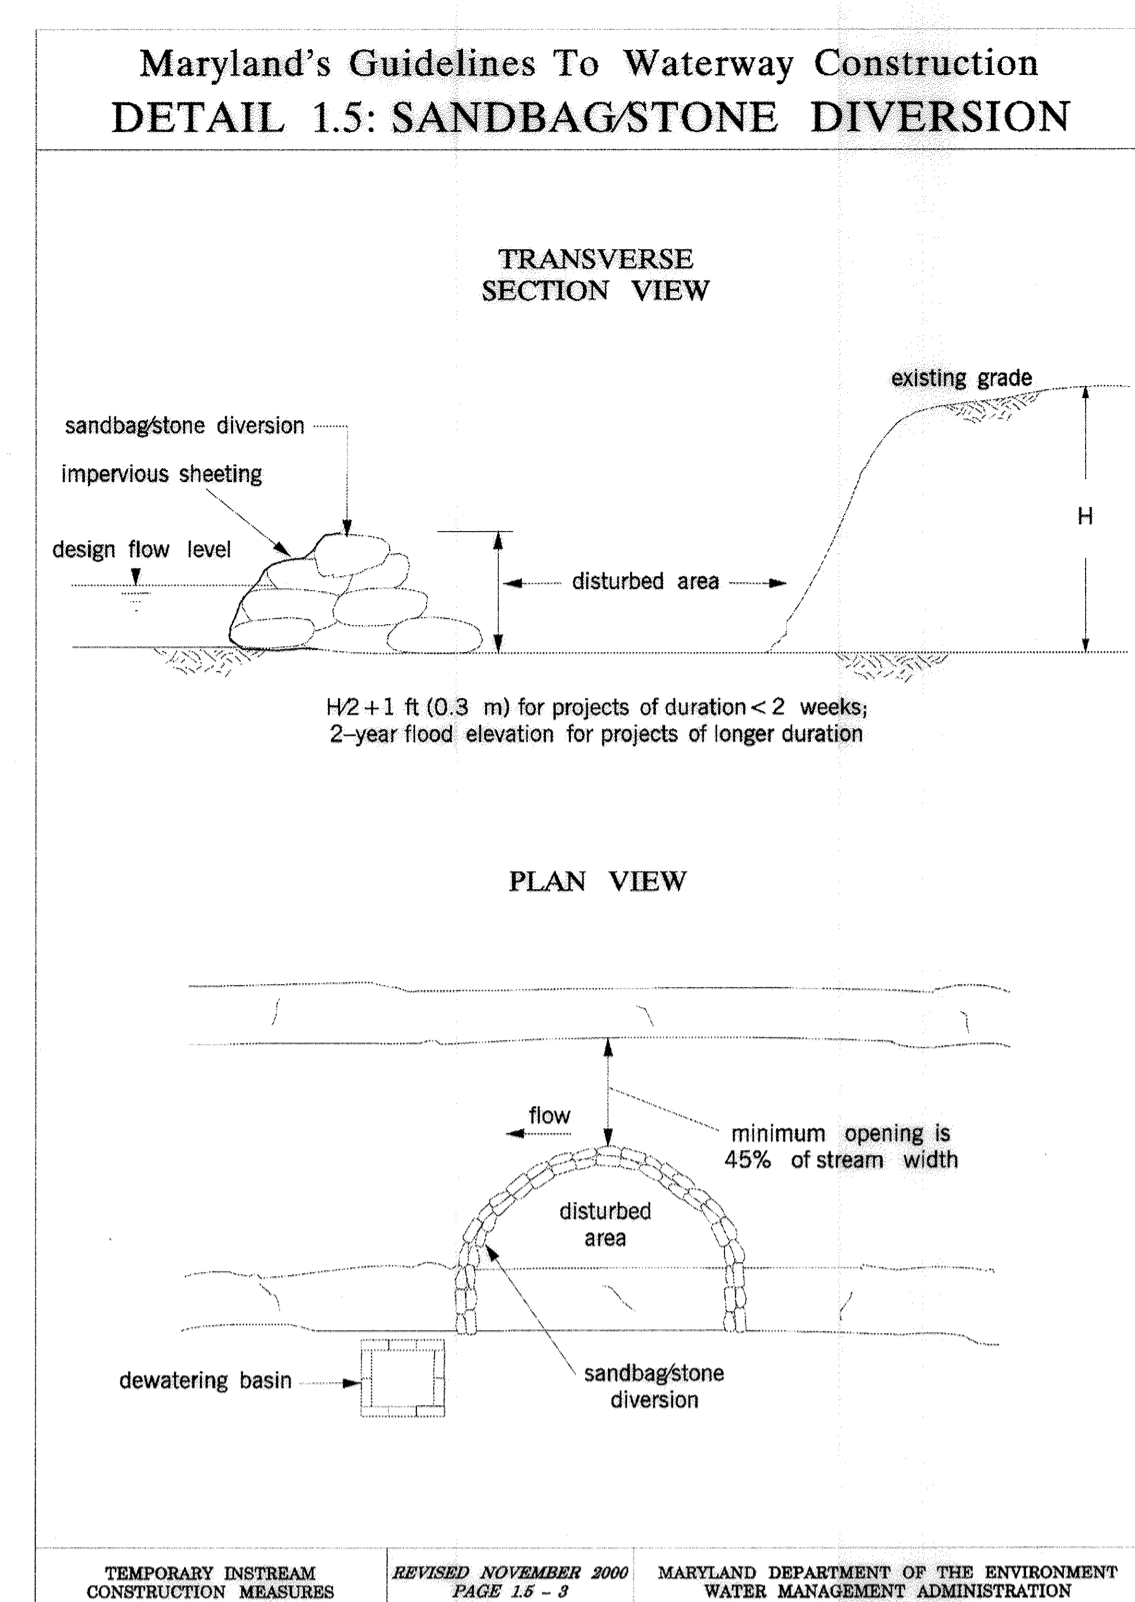 Maryland's Guidelines To Waterway Construction
DETAIL 1.5: SANDBAG/STONE DIVERSION
TRANSVERSE
SECTION VIEW
existing grade
sandbag/stone diversion
impervious sheeting
H
design flow level
disturbed area
H/2 + 1 ft (0.3 m) for projects of duration < 2 weeks;
2-year flood elevation for projects of longer duration
PLAN VIEW
flow
minimum opening is
45% of stream width
disturbed
area
sandbag/stone
diversion
dewatering basin
TEMPORARY INSTREAM
CONSTRUCTION MEASURES
REVISED NOVEMBER 2000
PAGE 1.5 - 3
MARYLAND DEPARTMENT OF THE ENVIRONMENT
WATER MANAGEMENT ADMINISTRATION